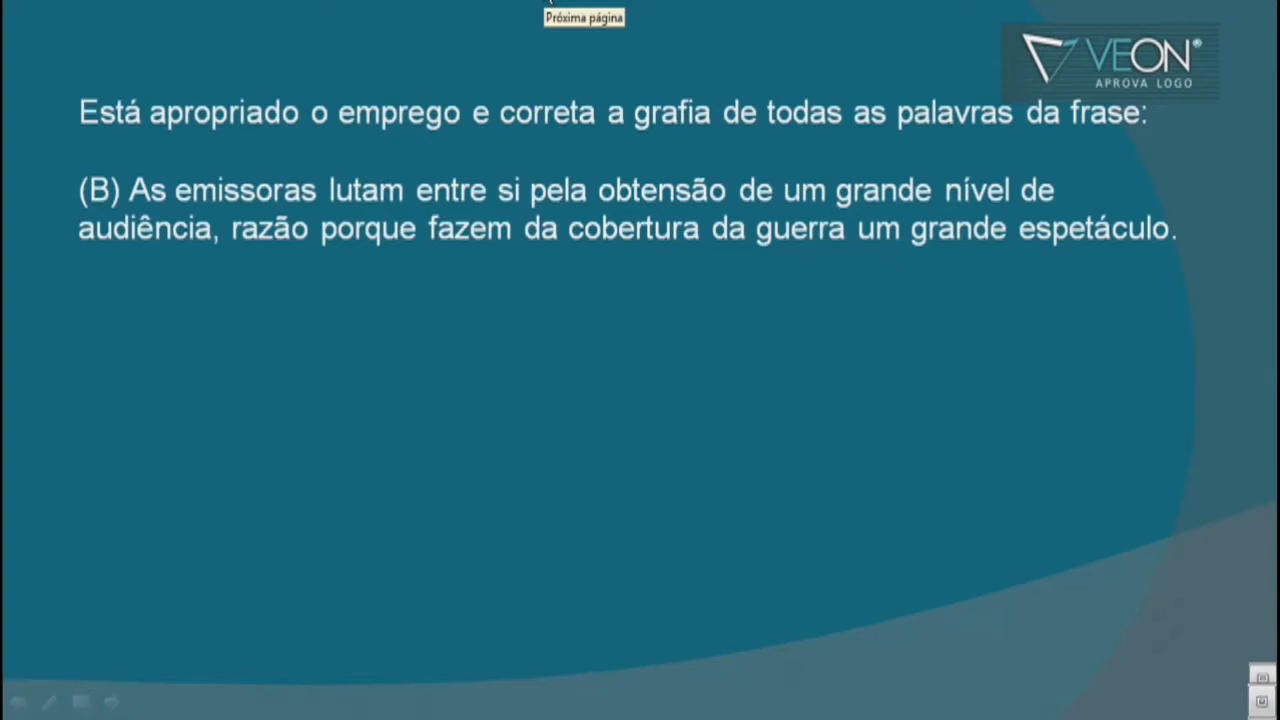 Próxima página
VEON®
APROVA LOGO
Está apropriado o emprego e correta a grafia de todas as palavras da frase:
(B) As emissoras lutam entre si pela obtensão de um grande nível de
audiência, razão porque fazem da cobertura da guerra um grande espetáculo.